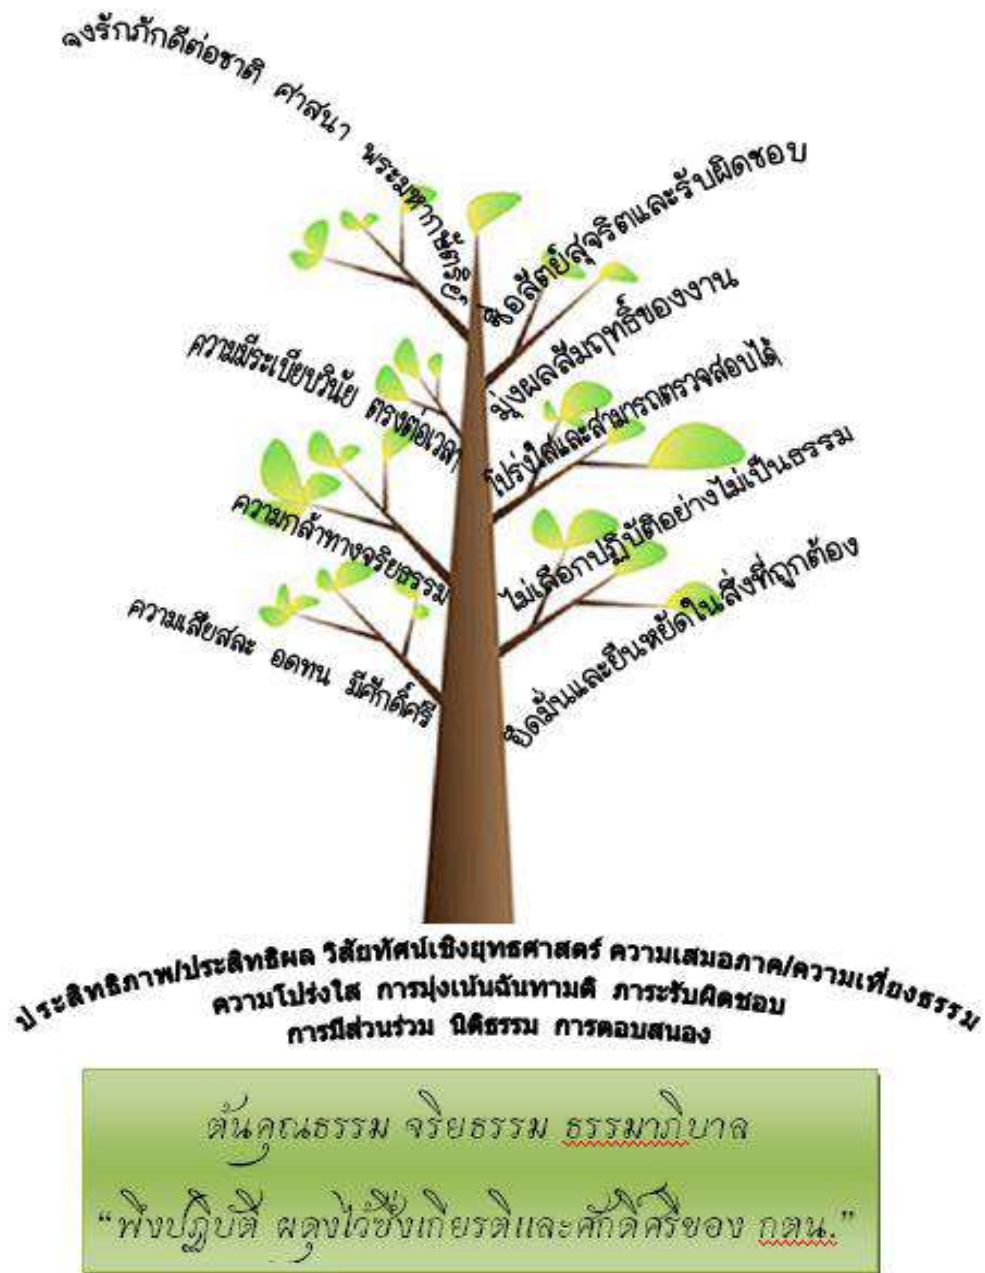 จงรักภักดีต่อชาติ ศาสนา พระมหากษัตริย์
ซื่อสัตย์สุจริตและรับผิดชอบ
มุ่งผลสัมฤทธิ์ของงาน
ความมีระเบียบวินัย ตรงต่อเวลา
โปร่งใสและสามารถตรวจสอบได้
ความกล้าทางจริยธรรม
ไม่เลือกปฏิบัติอย่างไม่เป็นธรรม
ความเสียสละ อดทน มีศักดิ์ศรี
ยึดมั่นและยืนหยัดในสิ่งที่ถูกต้อง
ประสิทธิภาพ/ประสิทธิผล วิสัยทัศน์เชิงยุทธศาสตร์ ความเสมอภาค/ความเที่ยงธรรม
ความโปร่งใส การมุ่งเน้นฉันทามติ ภาระรับผิดชอบ
การมีส่วนร่วม นิติธรรม การตอบสนอง
ต้นคุณธรรม จริยธรรม ธรรมาภิบาล
“พึงปฏิบัติ ผดุงไว้ซึ่งเกียรติและศักดิ์ศรีของ กตน.”